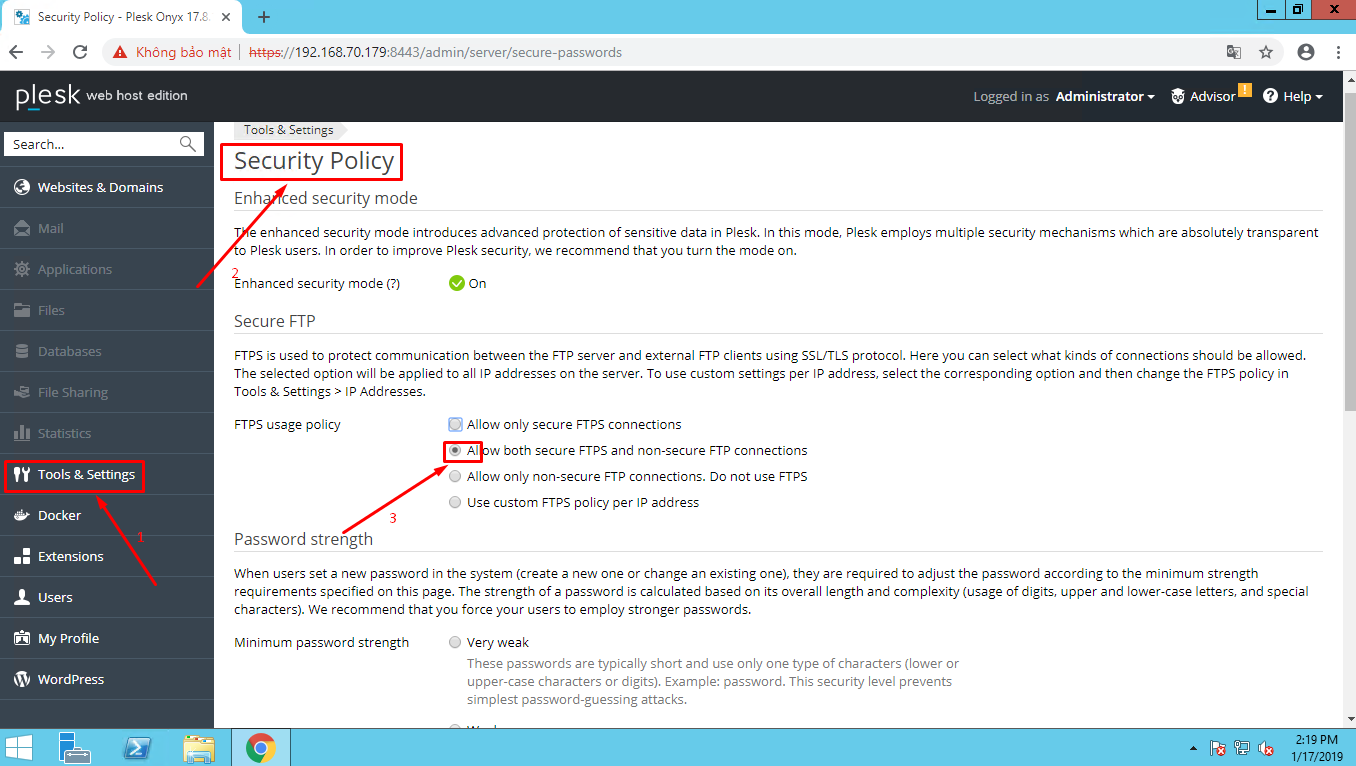 Security Policy - Plesk Onyx 17.8.
Không bảo mật
https://192.168.70.179:8443/admin/server/secure-passwords
plesk web host edition
Logged in as Administrator
Advisor
!
Help
Search...
Websites & Domains
Mail
Applications
Files
Databases
File Sharing
Statistics
Tools & Settings
Docker
Extensions
Users
My Profile
WordPress
1
Tools & Settings
Security Policy
2
Enhanced security mode
The enhanced security mode introduces advanced protection of sensitive data in Plesk. In this mode, Plesk employs multiple security mechanisms which are absolutely transparent
to Plesk users. In order to improve Plesk security, we recommend that you turn the mode on.
Enhanced security mode (?)
On
Secure FTP
FTPS is used to protect communication between the FTP server and external FTP clients using SSL/TLS protocol. Here you can select what kinds of connections should be allowed.
The selected option will be applied to all IP addresses on the server. To use custom settings per IP address, select the corresponding option and then change the FTPS policy in
Tools & Settings > IP Addresses.
FTPS usage policy
Allow only secure FTPS connections
Allow both secure FTPS and non-secure FTP connections
Allow only non-secure FTP connections. Do not use FTPS
Use custom FTPS policy per IP address
3
Password strength
When users set a new password in the system (create a new one or change an existing one), they are required to adjust the password according to the minimum strength
requirements specified on this page. The strength of a password is calculated based on its overall length and complexity (usage of digits, upper and lower-case letters, and special
characters). We recommend that you force your users to employ stronger passwords.
Minimum password strength
Very weak
These passwords are typically short and use only one type of characters (lower or
upper-case characters or digits). Example: password. This security level prevents
simplest password-guessing attacks.
2:19 PM
1/17/2019